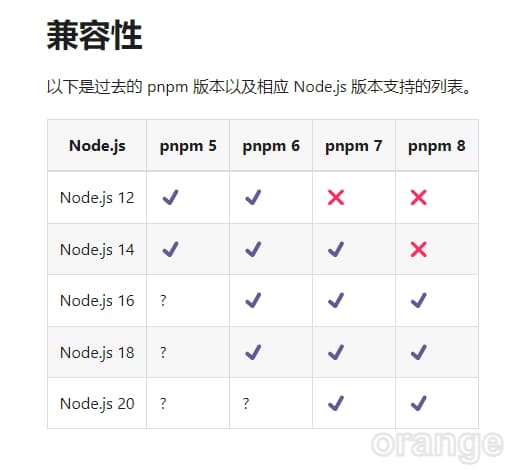 兼容性
以下是过去的 pnpm 版本以及相应 Node.js 版本支持的列表。
Node.js pnpm 5 pnpm 6 pnpm 7 pnpm 8
Node.js 12 ✔ ✔ ❌ ❌
Node.js 14 ✔ ✔ ✔ ❌
Node.js 16 ? ✔ ✔ ✔
Node.js 18 ? ✔ ✔ ✔
Node.js 20 ? ? ✔ ✔
orange